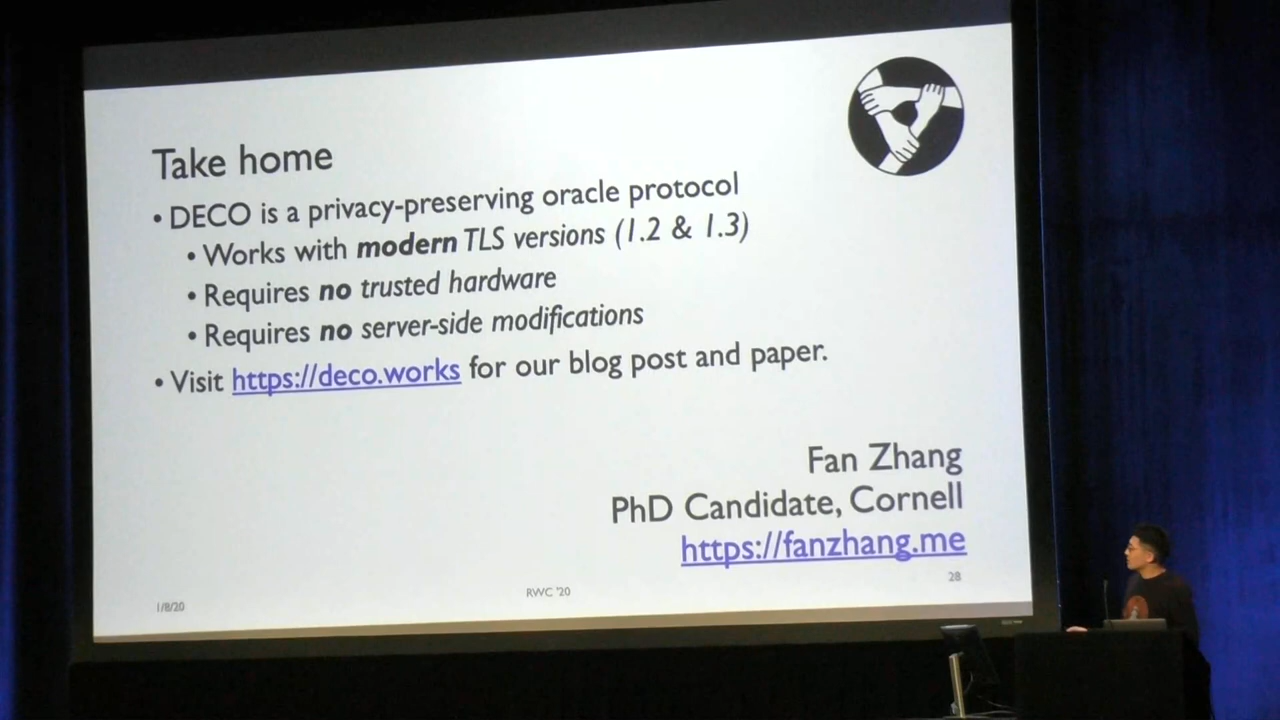 Take home
• DECO is a privacy-preserving oracle protocol
• Works with modern TLS versions (1.2 & 1.3)
• Requires no trusted hardware
• Requires no server-side modifications
• Visit https://deco.works for our blog post and paper.
Fan Zhang
PhD Candidate, Cornell
https://fanzhang.me
1/8/20
RWC '20
28